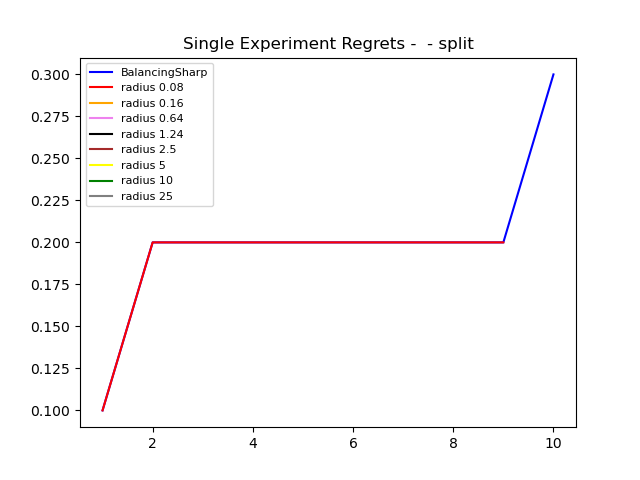 Single Experiment Regrets -  - split
0.300
0.275
0.250
0.225
0.200
0.175
0.150
0.125
0.100
BalancingSharp
radius 0.08
radius 0.16
radius 0.64
radius 1.24
radius 2.5
radius 5
radius 10
radius 25
2 4 6 8 10